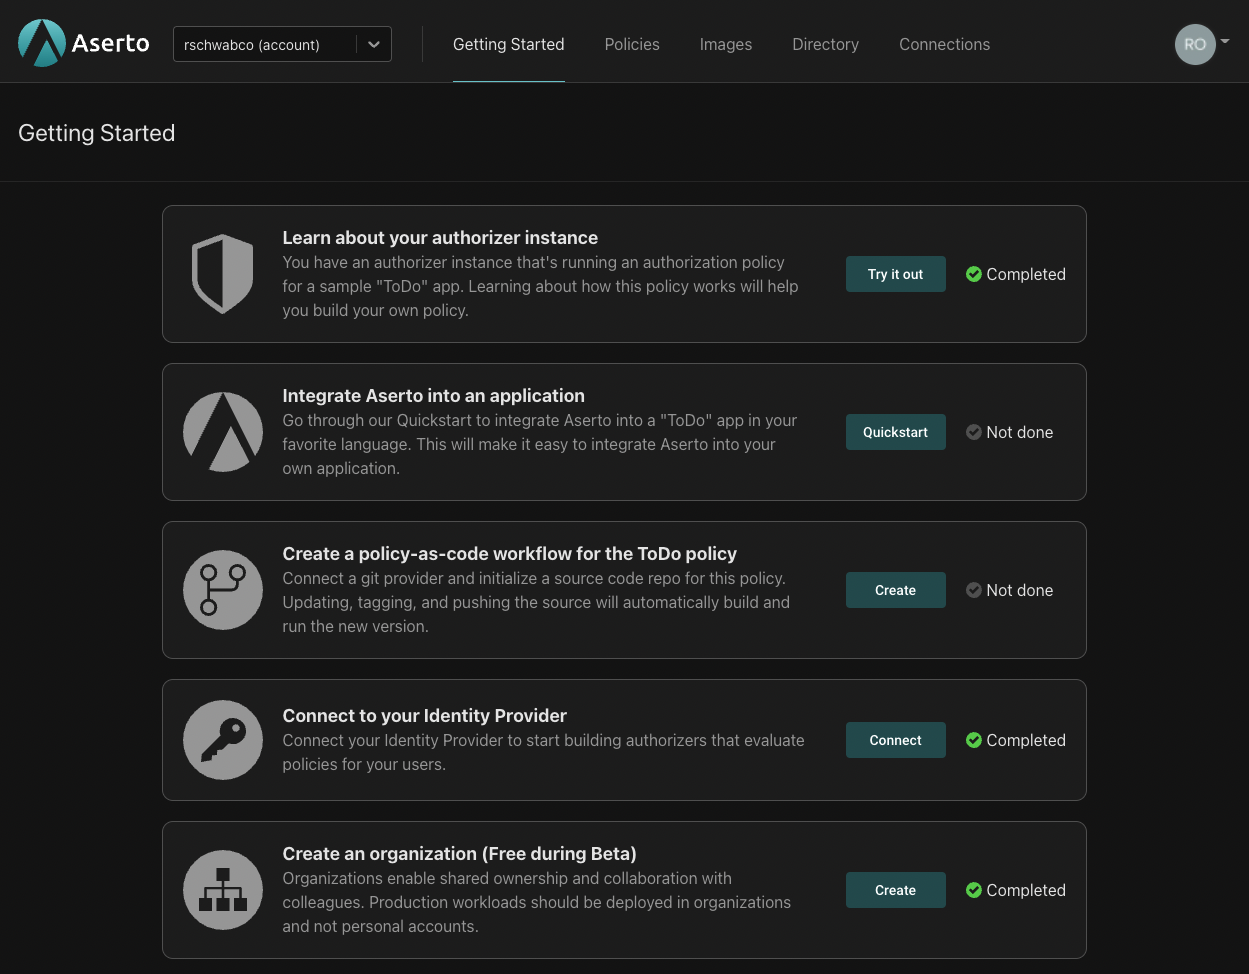 Aserto
rschwabco (account)
Getting Started
Policies
Images
Directory
Connections
RO
Getting Started
Learn about your authorizer instance
You have an authorizer instance that's running an authorization policy
for a sample "ToDo" app. Learning about how this policy works will help
you build your own policy.
Try it out
Completed
Integrate Aserto into an application
Go through our Quickstart to integrate Aserto into a "ToDo" app in your
favorite language. This will make it easy to integrate Aserto into your
own application.
Quickstart
Not done
Create a policy-as-code workflow for the ToDo policy
Connect a git provider and initialize a source code repo for this policy.
Updating, tagging, and pushing the source will automatically build and
run the new version.
Create
Not done
Connect to your Identity Provider
Connect your Identity Provider to start building authorizers that evaluate
policies for your users.
Connect
Completed
Create an organization (Free during Beta)
Organizations enable shared ownership and collaboration with
colleagues. Production workloads should be deployed in organizations
and not personal accounts.
Create
Completed